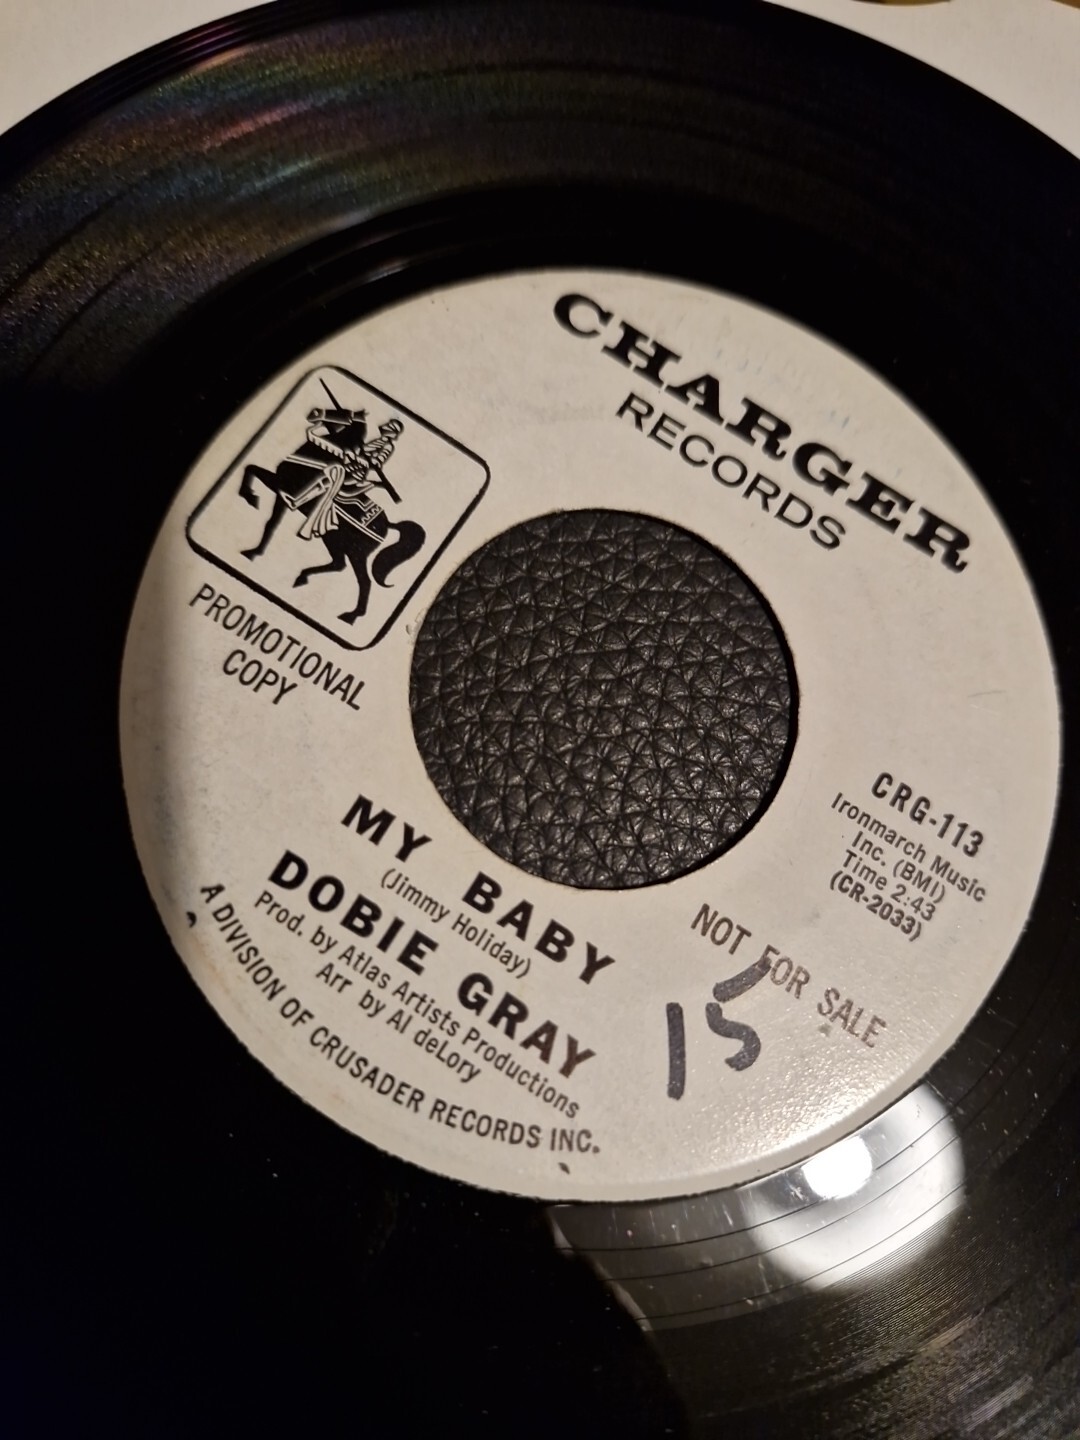 CHARGER
RECORDS
PROMOTIONAL
COPY
CRG-113
Ironmarch Music
Inc. (BMI)
Time 2:43
(CR-2033)
NOT FOR SALE
15
MY BABY
(Jimmy Holiday)
DOBIE GRAY
Prod. by Atlas Artists Productions
Arr by Al deLory
A DIVISION OF CRUSADER RECORDS INC.